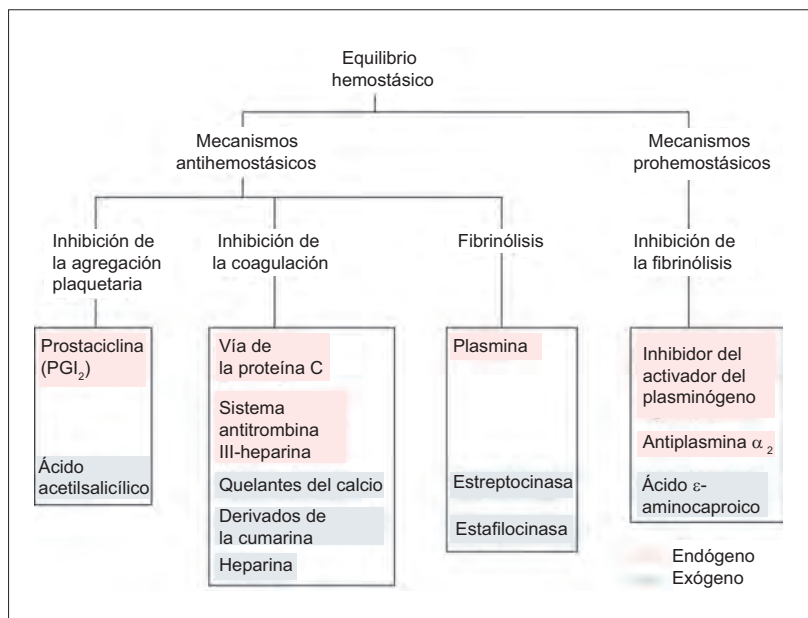 Equilibrio
hemostásico
Mecanismos
antihemostásicos
Mecanismos
prohemostásicos
Inhibición de
la agregación
plaquetaria
Inhibición de
la coagulación
Fibrinólisis
Inhibición de
la fibrinólisis
Prostaciclina
(PGI₂)
Ácido
acetilsalicílico
Vía de
la proteína C
Sistema
antitrombina
III-heparina
Quelantes del calcio
Derivados de
la cumarina
Heparina
Plasmina
Estreptocinasa
Estafilocinasa
Inhibidor del
activador del
plasminógeno
Antiplasmina α₂
Ácido ε-
aminocaproico
Endógeno
Exógeno